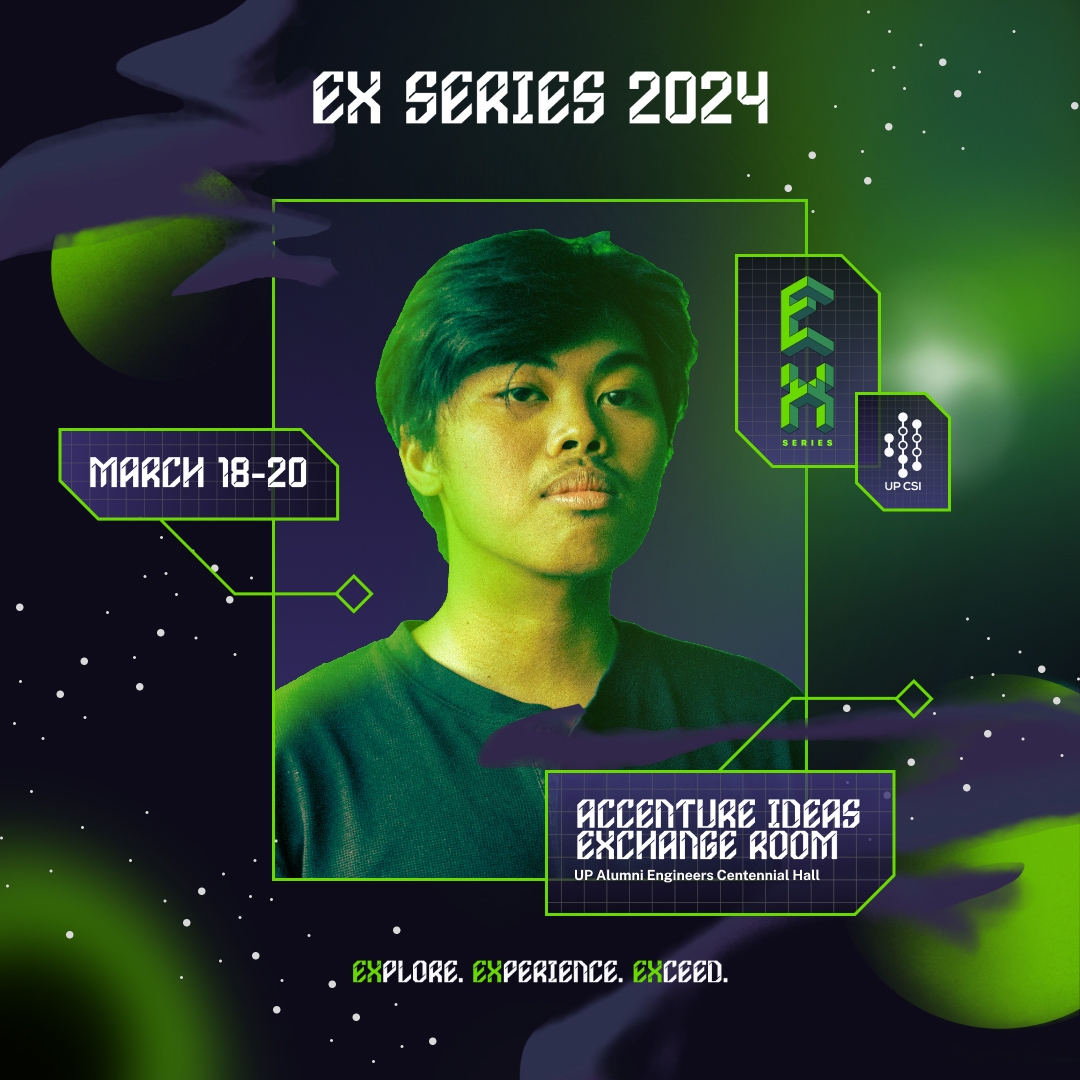 EX SERIES 2024
EX
SERIES
UP CSI
MARCH 18-20
ACCENTURE IDEAS
EXCHANGE ROOM
UP Alumni Engineers Centennial Hall
EXPLORE. EXPERIENCE. EXCEED.